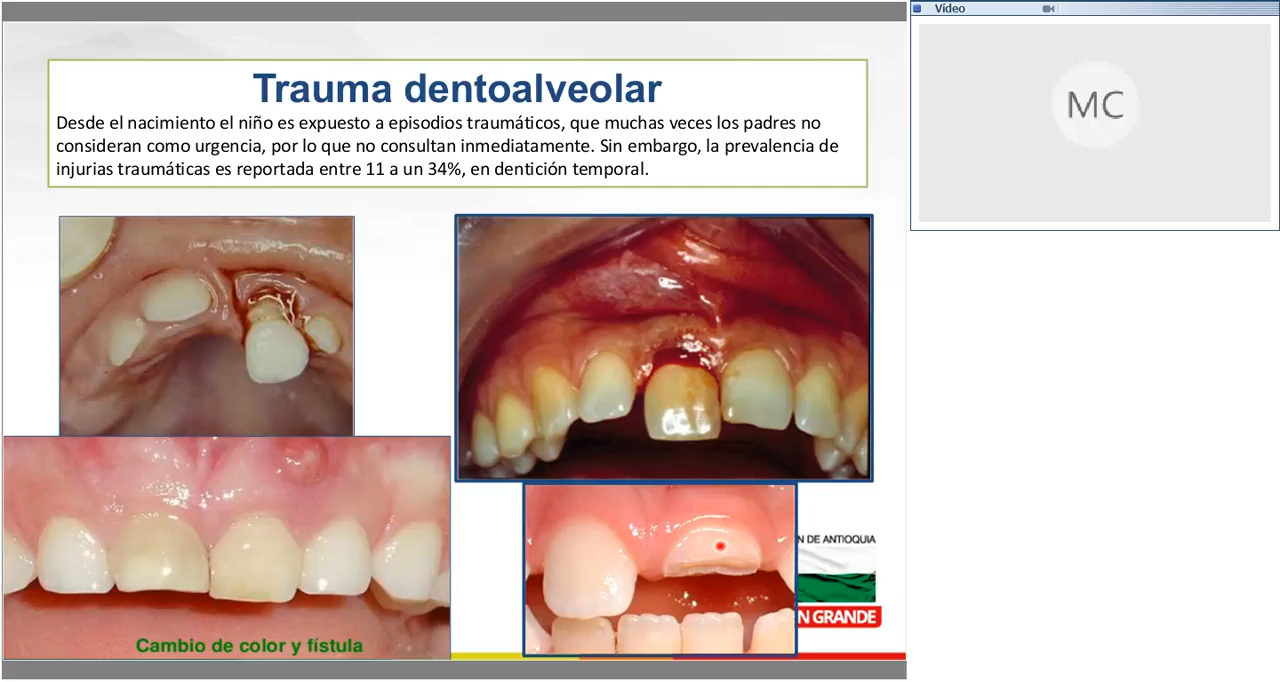 Vídeo
MC
Trauma dentoalveolar
Desde el nacimiento el niño es expuesto a episodios traumáticos, que muchas veces los padres no
consideran como urgencia, por lo que no consultan inmediatamente. Sin embargo, la prevalencia de
injurias traumáticas es reportada entre 11 a un 34%, en dentición temporal.
N DE ANTIOQUIA
N GRANDE
Cambio de color y fístula